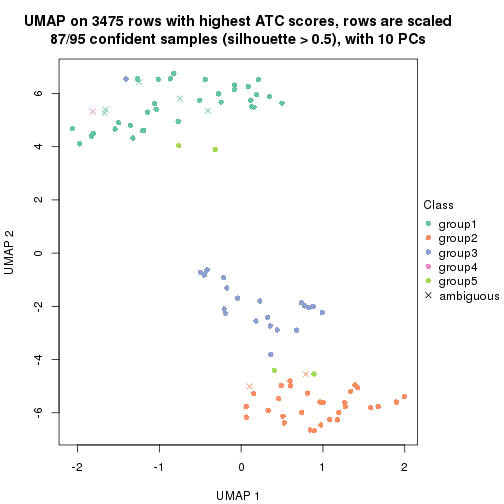 UMAP on 3475 rows with highest ATC scores, rows are scaled
87/95 confident samples (silhouette > 0.5), with 10 PCs
6
4
2
0
-2
-4
-6
UMAP 2
-2
-1
0
1
2
UMAP 1
Class
group1
group2
group3
group4
group5
ambiguous